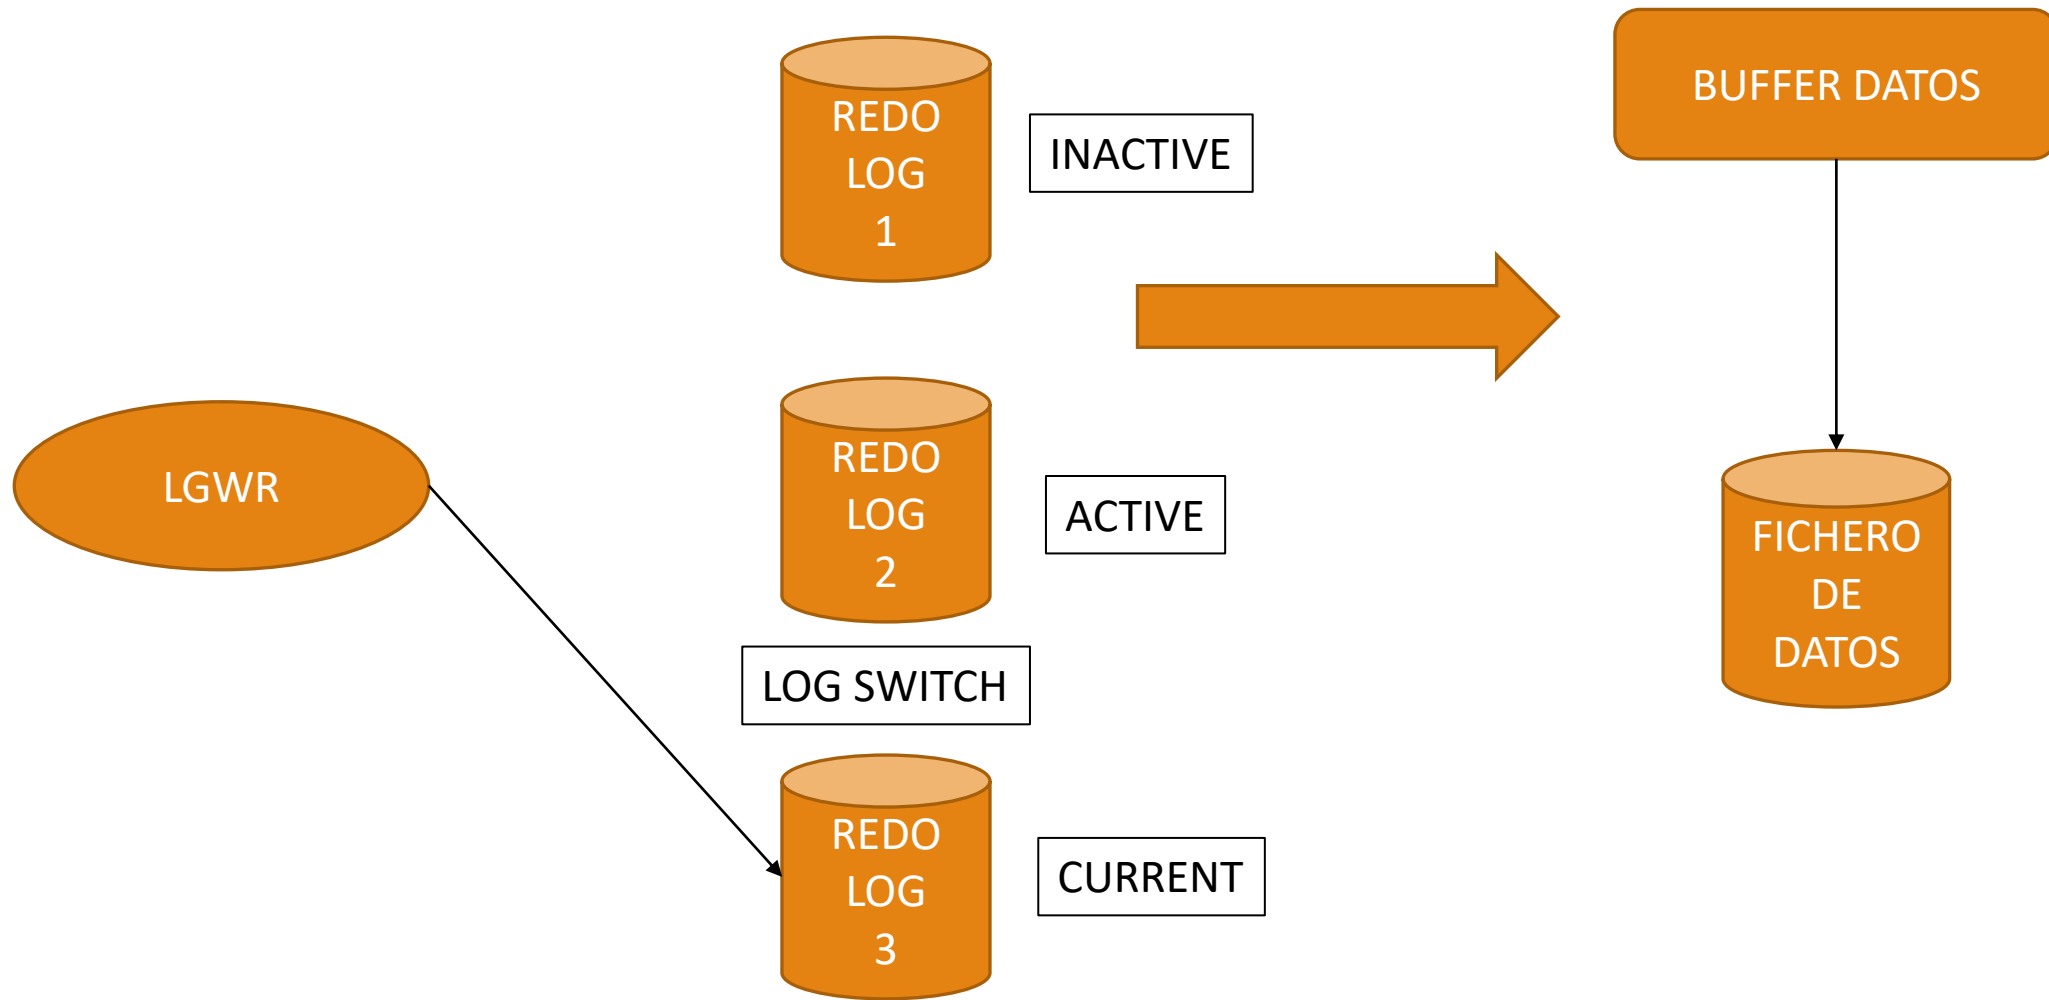 REDO
LOG
1
INACTIVE
BUFFER DATOS
LGWR
REDO
LOG
2
ACTIVE
FICHERO
DE
DATOS
LOG SWITCH
REDO
LOG
3
CURRENT